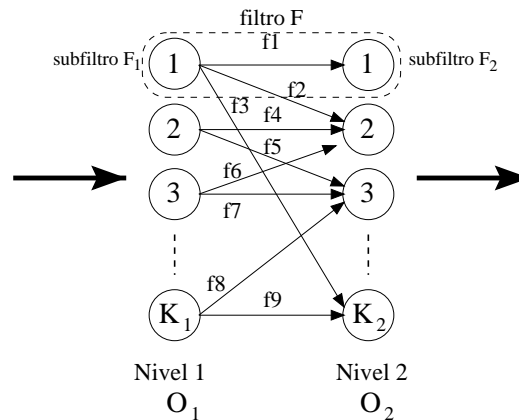 filtro F
subfiltro F1
f1
subfiltro F2
1
1
f2
f3
f4
2
2
f5
f6
3
3
f7
f8
f9
K1
K2
Nivel 1
Nivel 2
O1
O2